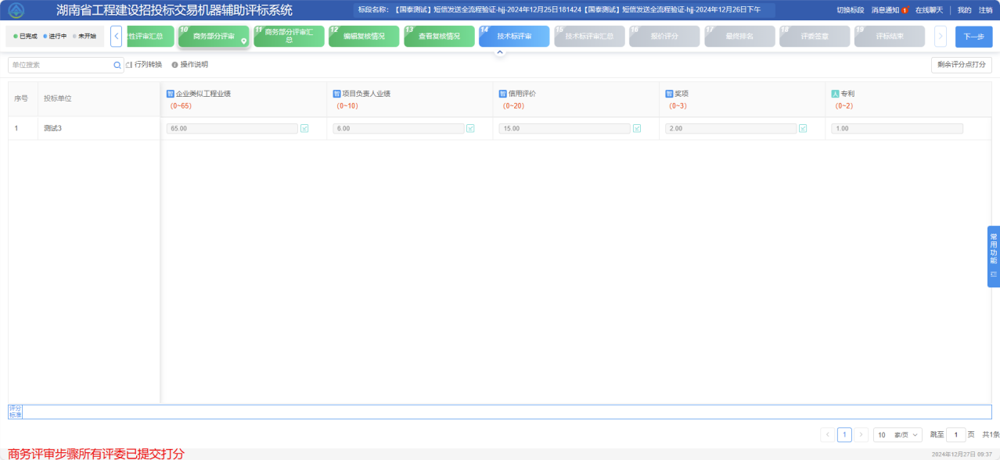 湖南省工程建设招投标交易机器辅助评标系统
标段名称：【国泰测试】短信发送全流程验证-hjj-2024年12月25日181424【国泰测试】短信发送全流程验证-hjj-2024年12月26日下午
切换标段 消息通知 1 在线聊天 | 我的 注销
已完成 进行中 未开始
性评审汇总
10 商务部分评审
11 商务部分评审汇总
12 编辑复核情况
13 查看复核情况
14 技术标评审
15 技术标评审汇总
16 报价评分
17 最终排名
18 评委签章
19 评标结束
下一步
单位搜索 行列转换 操作说明 剩余评分点打分
序号 投标单位 智 企业类似工程业绩 智 项目负责人业绩 智 信用评价 智 奖项 人 专利
(0~65) (0~10) (0~20) (0~3) (0~2)
1 测试3 65.00 6.00 15.00 2.00 1.00
常用功能
评分标准
1 10 家/页 跳至 1 页 共1条
商务评审步骤所有评委已提交打分
2024年12月27日 09:37